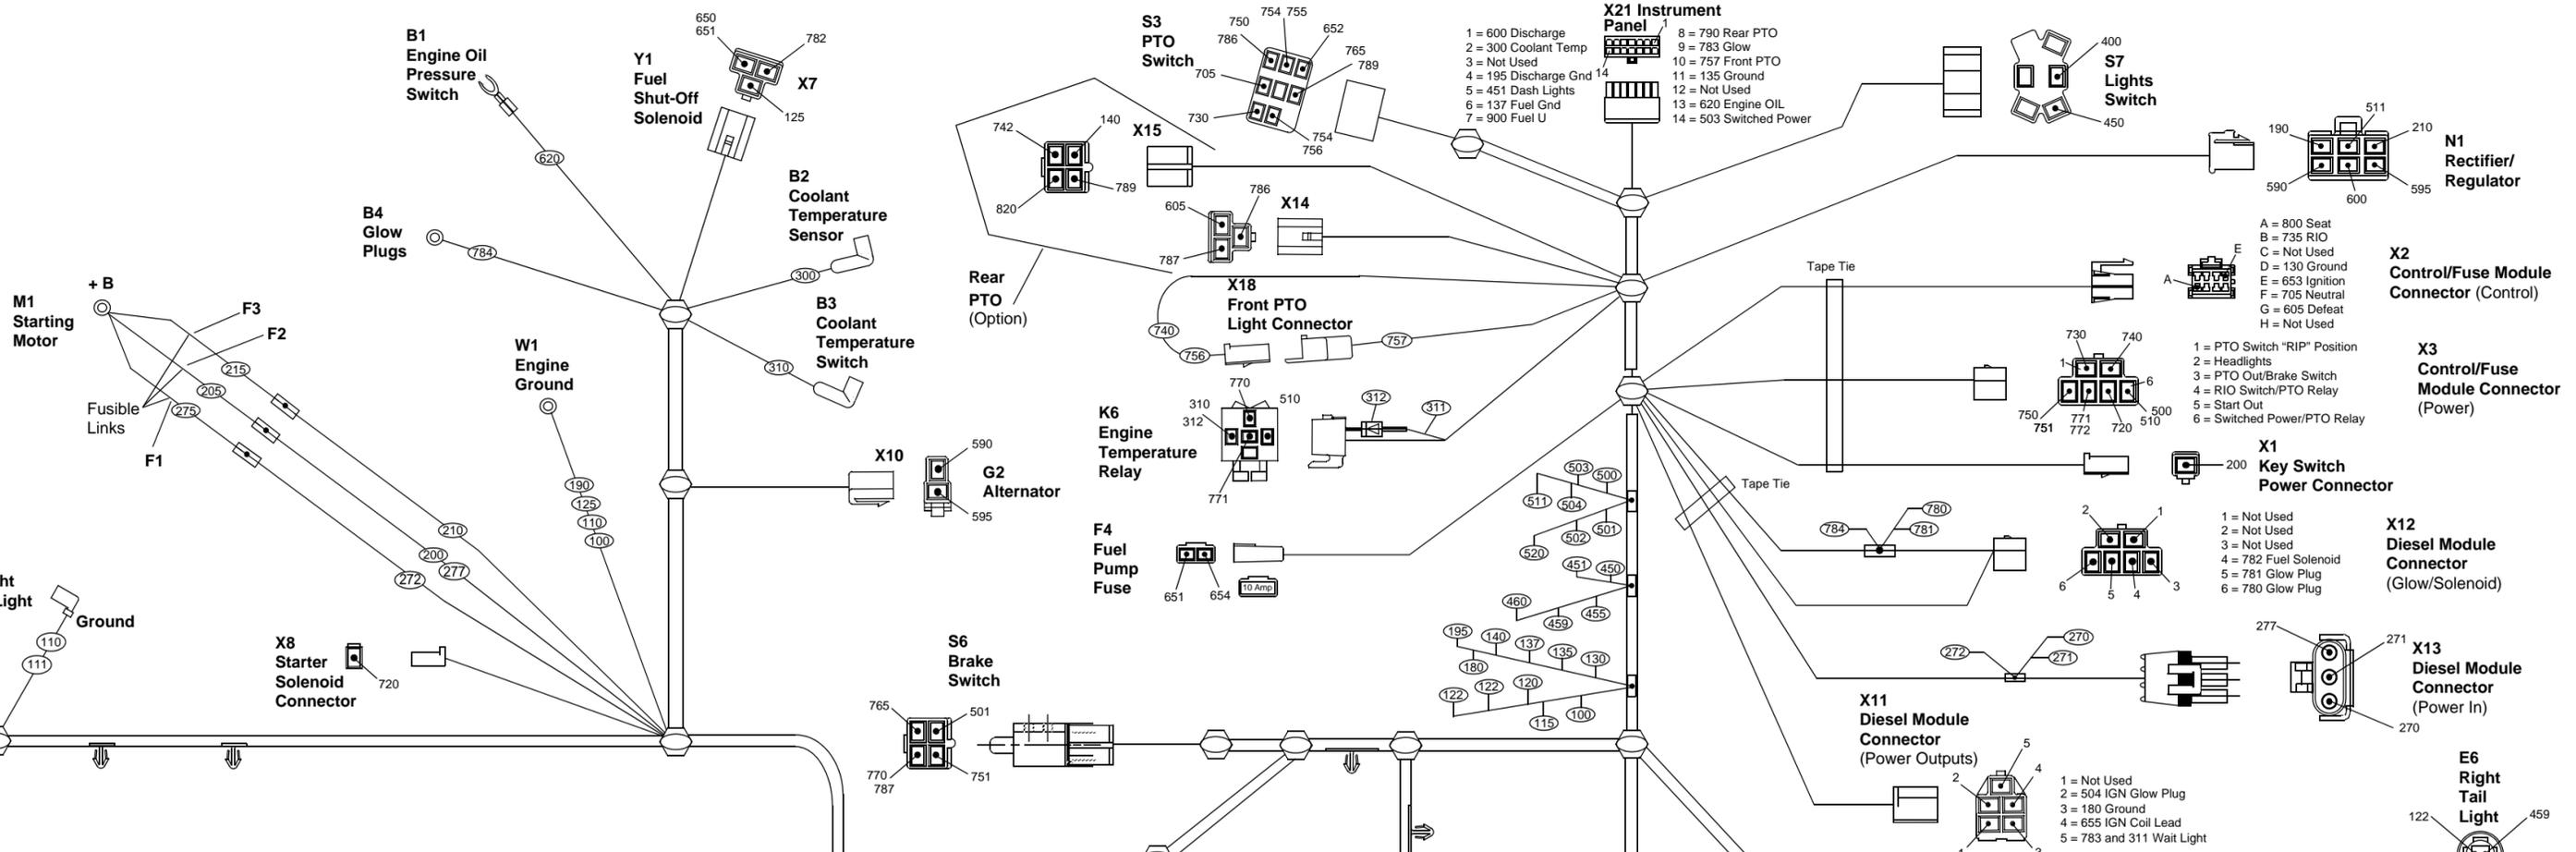 B1
Engine Oil
Pressure
Switch
620
650
651
782
Y1
Fuel
Shut-Off
Solenoid
X7
125
B4
Glow
Plugs
784
B2
Coolant
Temperature
Sensor
300
B3
Coolant
Temperature
Switch
310
+ B
M1
Starting
Motor
F3
F2
215
205
275
Fusible
Links
F1
210
200
277
272
W1
Engine
Ground
190
125
110
100
X10
590
G2
Alternator
595
ht
Light
Ground
110
111
X8
Starter
Solenoid
Connector
720
S3
PTO
Switch
754 755
750
786
652
765
789
705
730
754
756
742
140
X15
820
789
605
786
X14
787
Rear
PTO
(Option)
X18
Front PTO
Light Connector
740
756
757
K6
Engine
Temperature
Relay
770
310
312
510
771
312
311
F4
Fuel
Pump
Fuse
651
654
10 Amp
S6
Brake
Switch
765
501
770
787
751
X21 Instrument
Panel
1
14
1 = 600 Discharge
2 = 300 Coolant Temp
3 = Not Used
4 = 195 Discharge Gnd
5 = 451 Dash Lights
6 = 137 Fuel Gnd
7 = 900 Fuel U
8 = 790 Rear PTO
9 = 783 Glow
10 = 757 Front PTO
11 = 135 Ground
12 = Not Used
13 = 620 Engine OIL
14 = 503 Switched Power
503
500
511
504
502
501
520
451
450
460
459
455
195
140
137
135
130
180
122
122
120
115
100
400
S7
Lights
Switch
450
511
190
210
N1
Rectifier/
Regulator
590
600
595
Tape Tie
A
E
A = 800 Seat
B = 735 RIO
C = Not Used
D = 130 Ground
E = 653 Ignition
F = 705 Neutral
G = 605 Defeat
H = Not Used
X2
Control/Fuse Module
Connector (Control)
730
740
1
6
750
751
771
772
720
500
510
1 = PTO Switch “RIP” Position
2 = Headlights
3 = PTO Out/Brake Switch
4 = RIO Switch/PTO Relay
5 = Start Out
6 = Switched Power/PTO Relay
X3
Control/Fuse
Module Connector
(Power)
X1
Key Switch
Power Connector
200
Tape Tie
784
780
781
2
1
6
5
4
3
1 = Not Used
2 = Not Used
3 = Not Used
4 = 782 Fuel Solenoid
5 = 781 Glow Plug
6 = 780 Glow Plug
X12
Diesel Module
Connector
(Glow/Solenoid)
272
270
271
277
271
270
X13
Diesel Module
Connector
(Power In)
X11
Diesel Module
Connector
(Power Outputs)
5
2
4
1 = Not Used
2 = 504 IGN Glow Plug
3 = 180 Ground
4 = 655 IGN Coil Lead
5 = 783 and 311 Wait Light
E6
Right
Tail
Light
122
459